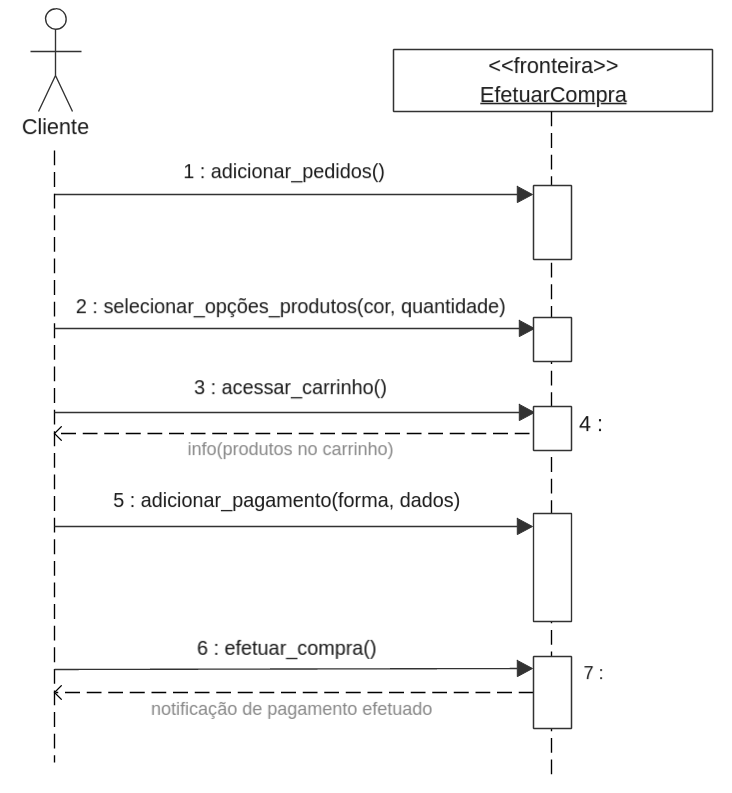 <<fronteira>>
EfetuarCompra
Cliente
1 : adicionar_pedidos()
2 : selecionar_opções_produtos(cor, quantidade)
3 : acessar_carrinho()
4 :
info(produtos no carrinho)
5 : adicionar_pagamento(forma, dados)
6 : efetuar_compra()
7 :
notificação de pagamento efetuado